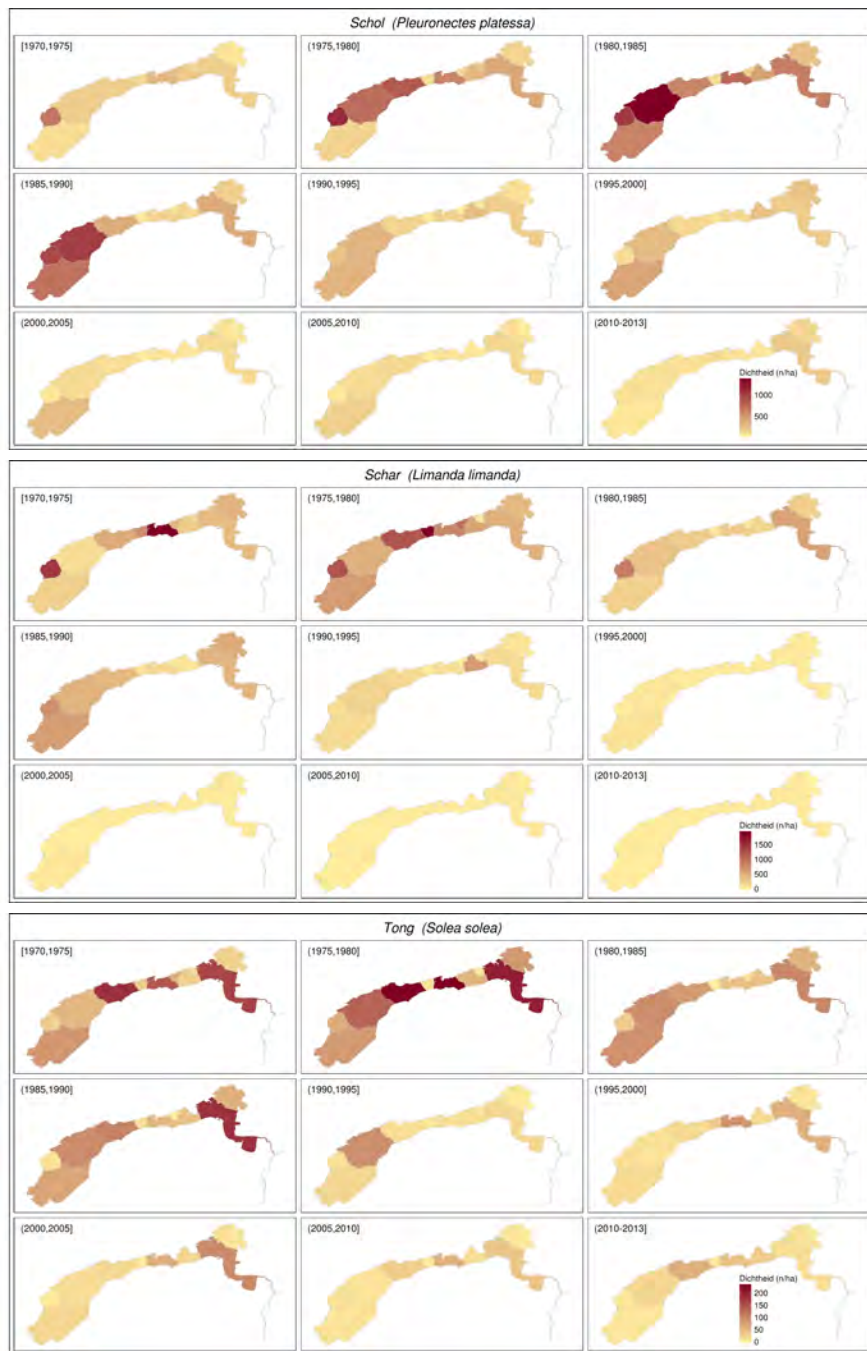 Schol (Pleuronectes platessa)
[1970,1975] (1975,1980] (1980,1985]
(1985,1990] (1990,1995] (1995,2000]
(2000,2005] (2005,2010] (2010-2013]
Dichtheid (n/ha)
1000
500
Schar (Limanda limanda)
[1970,1975] (1975,1980] (1980,1985]
(1985,1990] (1990,1995] (1995,2000]
(2000,2005] (2005,2010] (2010-2013]
Dichtheid (n/ha)
1500
1000
500
0
Tong (Solea solea)
[1970,1975] (1975,1980] (1980,1985]
(1985,1990] (1990,1995] (1995,2000]
(2000,2005] (2005,2010] (2010-2013]
Dichtheid (n/ha)
200
150
100
50
0